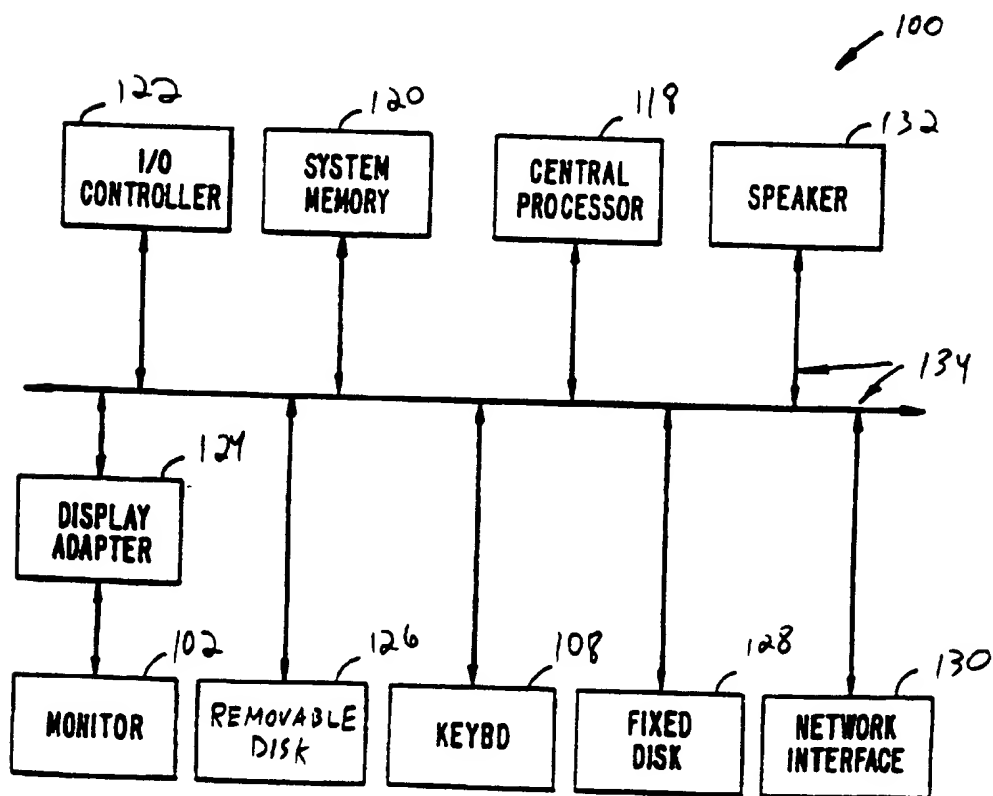 100
122
120
118
132
I/O
CONTROLLER
SYSTEM
MEMORY
CENTRAL
PROCESSOR
SPEAKER
134
124
DISPLAY
ADAPTER
102
126
108
128
130
MONITOR
REMOVABLE
DISK
KEYBD
FIXED
DISK
NETWORK
INTERFACE